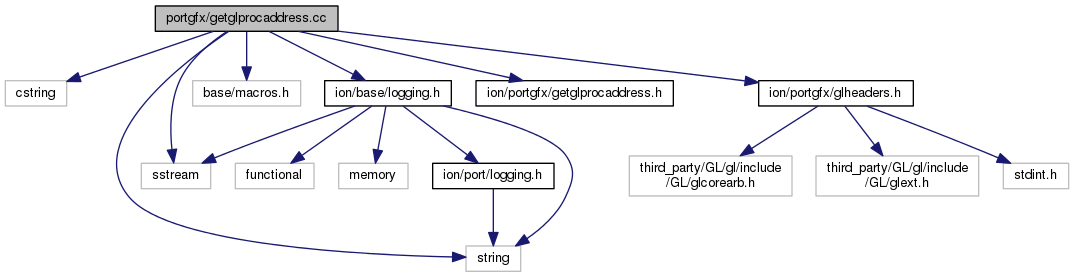 portgfx/getglprocaddress.cc
cstring
base/macros.h
ion/base/logging.h
ion/portgfx/getglprocaddress.h
ion/portgfx/glheaders.h
sstream
functional
memory
ion/port/logging.h
third_party/GL/gl/include
/GL/glcorearb.h
third_party/GL/gl/include
/GL/glext.h
stdint.h
string